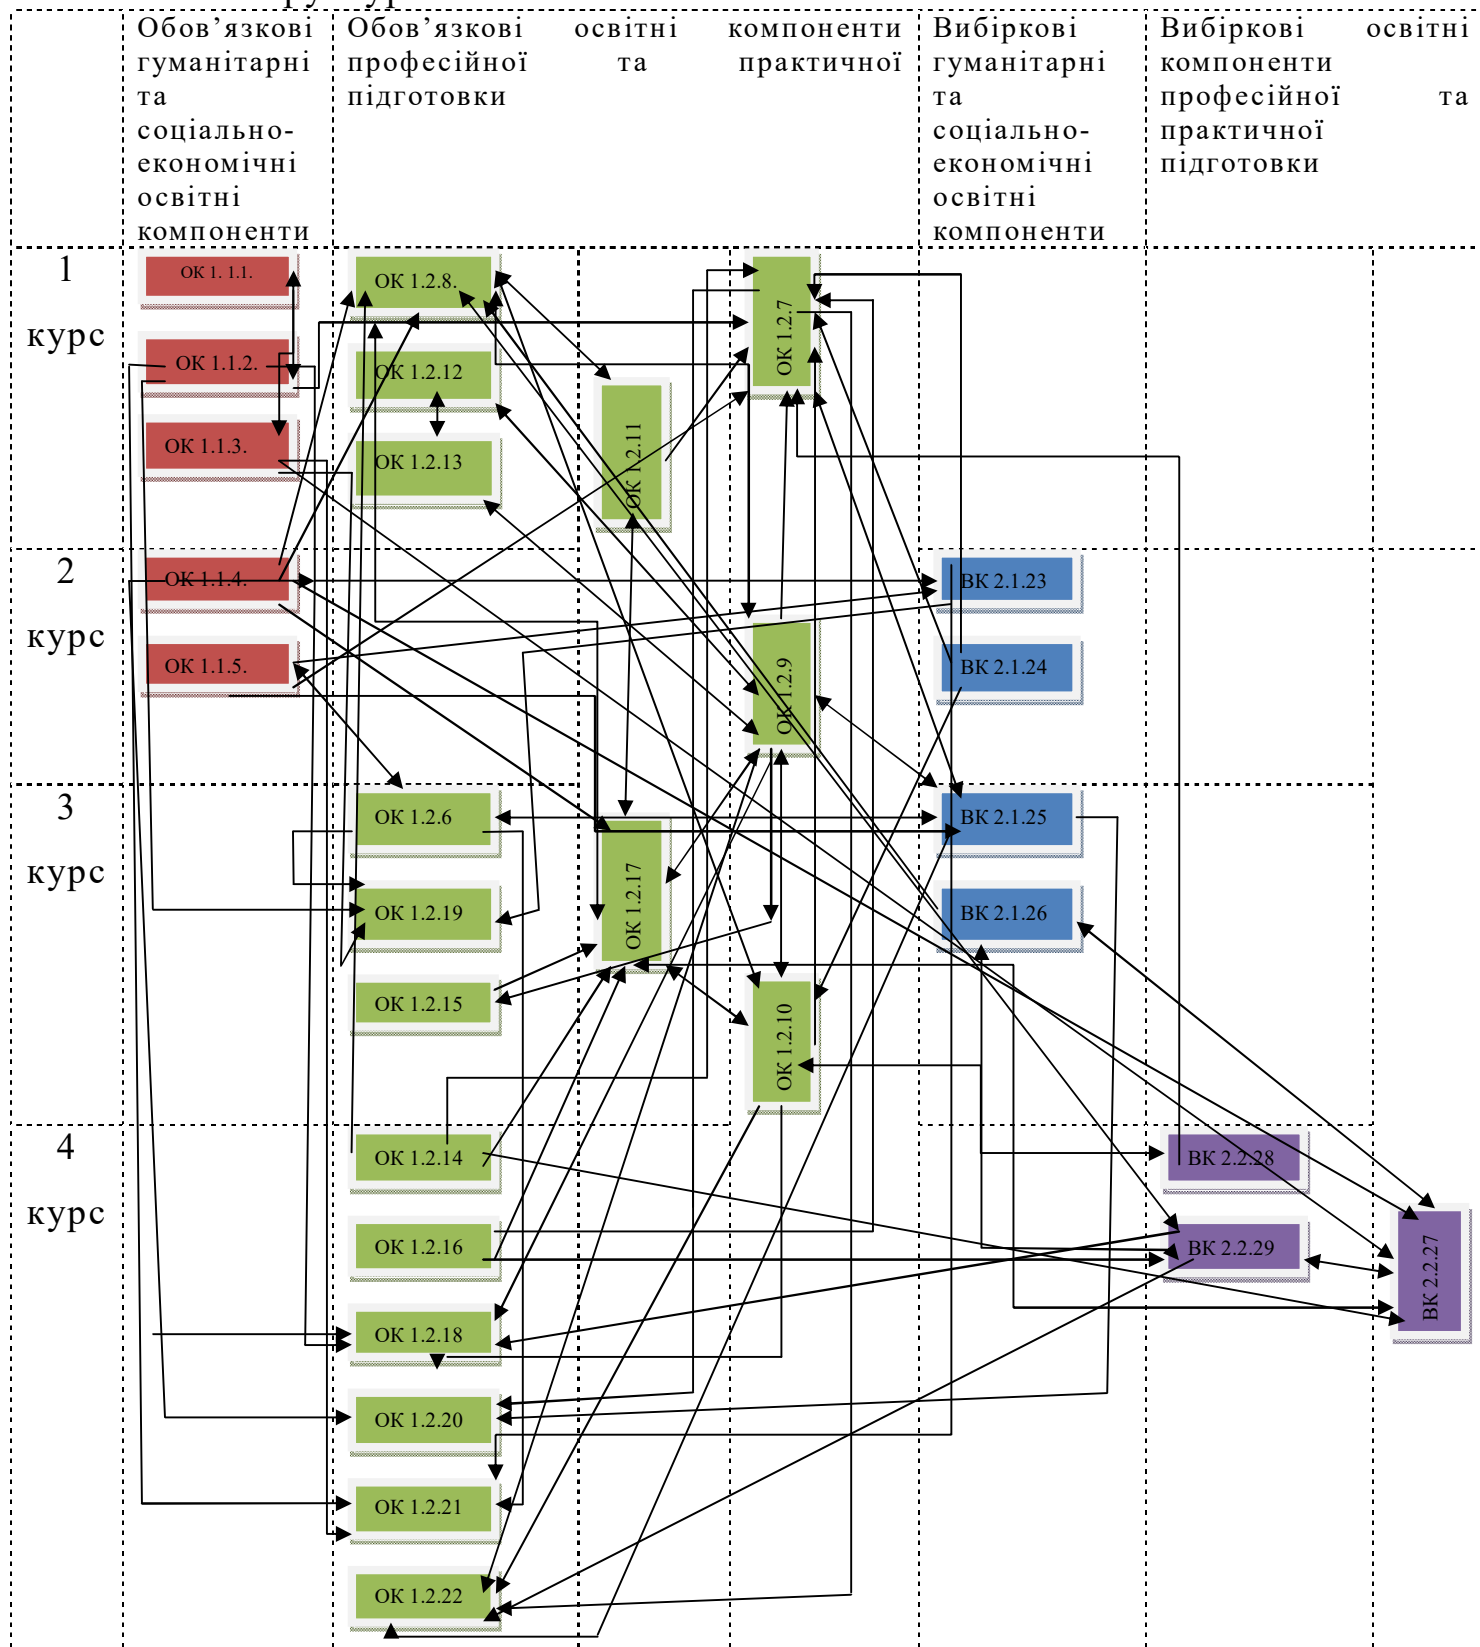 Обов’язкові
гуманітарні
та
соціально-
економічні
освітні
компоненти
Обов’язкові освітні компоненти
професійної та практичної
підготовки
Вибіркові
гуманітарні
та
соціально-
економічні
освітні
компоненти
Вибіркові освітні
компоненти
професійної та
практичної
підготовки
1
курс
ОК 1. 1.1.
ОК 1.1.2.
ОК 1.1.3.
ОК 1.2.8.
ОК 1.2.12
ОК 1.2.13
ОК 1.2.11
ОК 1.2.7
2
курс
ОК 1.1.4.
ОК 1.1.5.
ОК 1.2.9
ВК 2.1.23
ВК 2.1.24
3
курс
ОК 1.2.6
ОК 1.2.19
ОК 1.2.15
ОК 1.2.17
ОК 1.2.10
ВК 2.1.25
ВК 2.1.26
4
курс
ОК 1.2.14
ОК 1.2.16
ОК 1.2.18
ОК 1.2.20
ОК 1.2.21
ОК 1.2.22
ВК 2.2.28
ВК 2.2.29
ВК 2.2.27